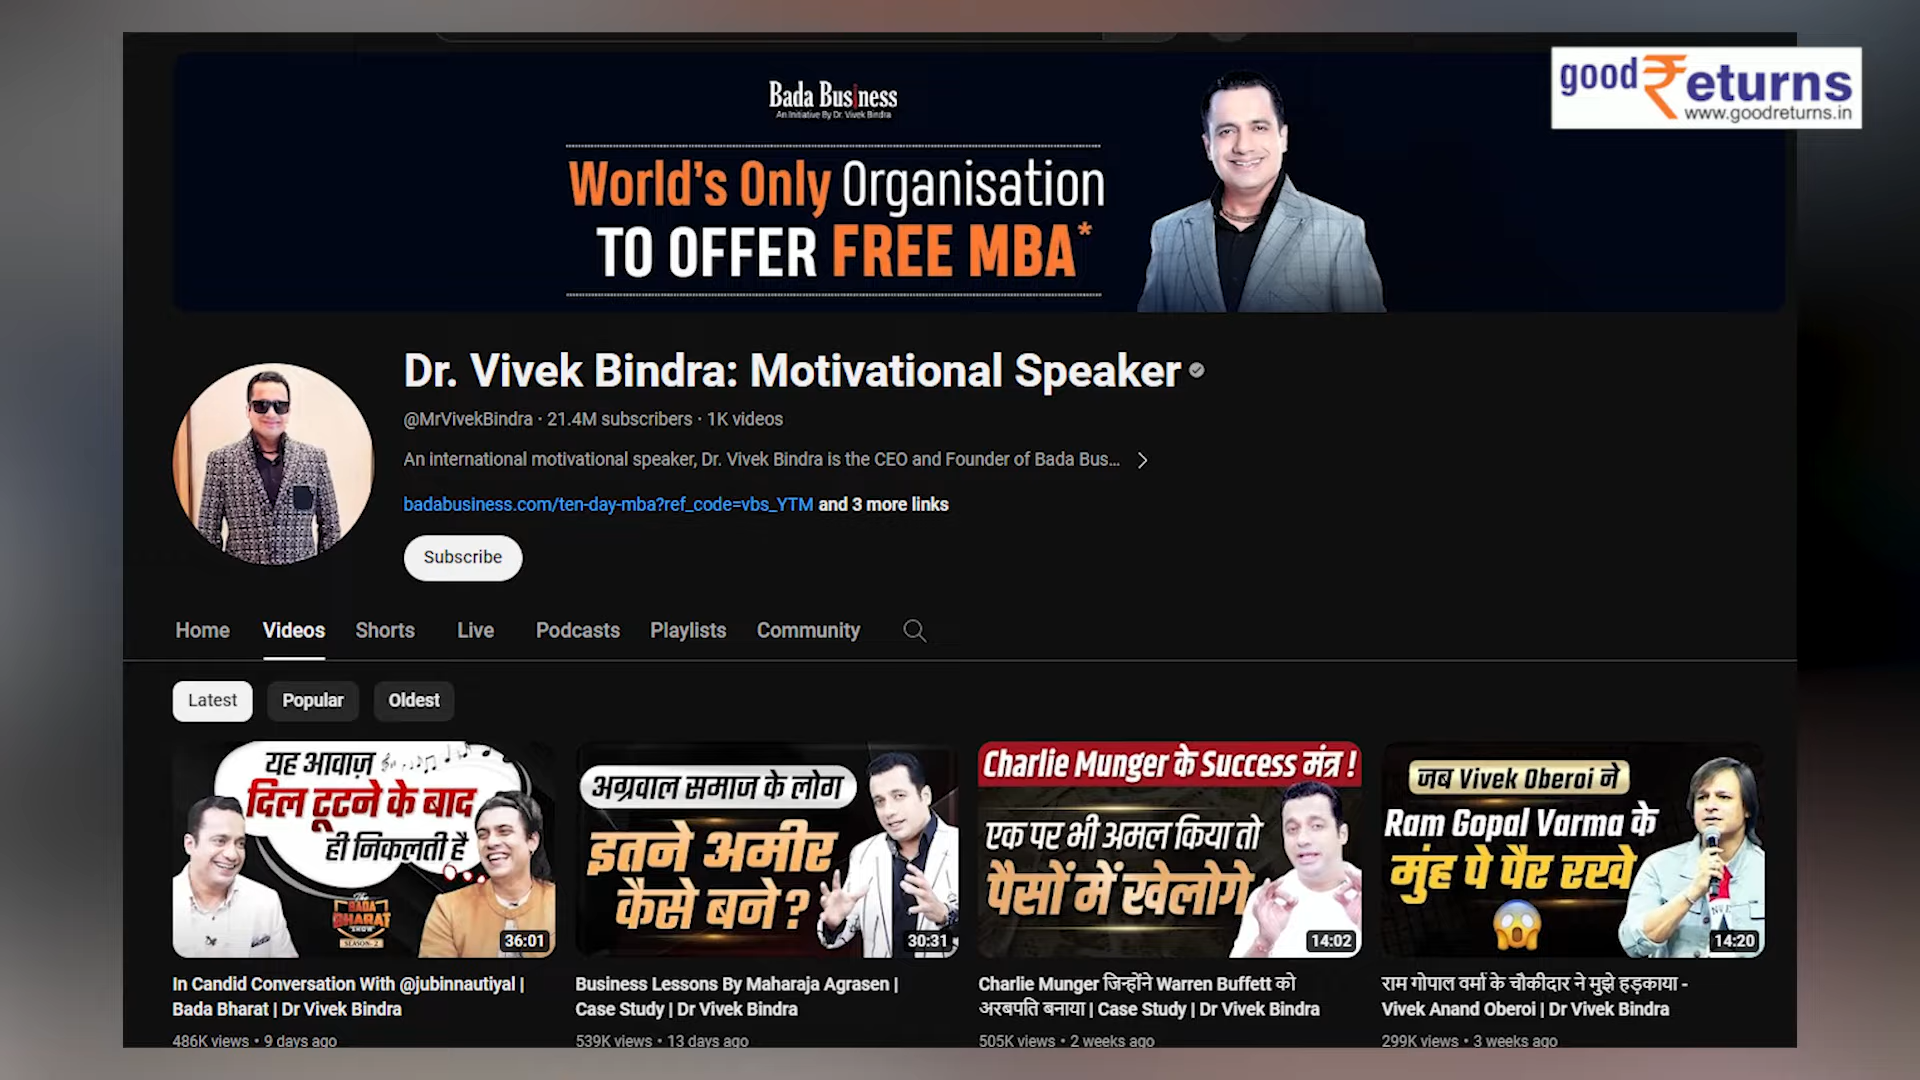 good₹eturns
www.goodreturns.in
Bada Business
An Initiative By Dr. Vivek Bindra
World's Only Organisation
TO OFFER FREE MBA*
Dr. Vivek Bindra: Motivational Speaker
@MrVivekBindra · 21.4M subscribers · 1K videos
An international motivational speaker, Dr. Vivek Bindra is the CEO and Founder of Bada Bus...
badabusiness.com/ten-day-mba?ref_code=vbs_YTM and 3 more links
Subscribe
Home Videos Shorts Live Podcasts Playlists Community
Latest Popular Oldest
यह आवाज़
दिल टूटने के बाद
ही निकलती है
The
BADA
BHARAT
SHOW
SEASON-2
36:01
अग्रवाल समाज के लोग
इतने अमीर
कैसे बने ?
30:31
Charlie Munger के Success मंत्र !
एक पर भी अमल किया तो
पैसों में खेलोगे
14:02
जब Vivek Oberoi ने
Ram Gopal Varma के
मुंह पे पैर रखे
14:20
In Candid Conversation With @jubinnautiyal |
Bada Bharat | Dr Vivek Bindra
486K views • 9 days ago
Business Lessons By Maharaja Agrasen |
Case Study | Dr Vivek Bindra
539K views • 13 days ago
Charlie Munger जिन्होंने Warren Buffett को
अरबपति बनाया | Case Study | Dr Vivek Bindra
505K views • 2 weeks ago
राम गोपाल वर्मा के चौकीदार ने मुझे हड़काया -
Vivek Anand Oberoi | Dr Vivek Bindra
299K views • 3 weeks ago